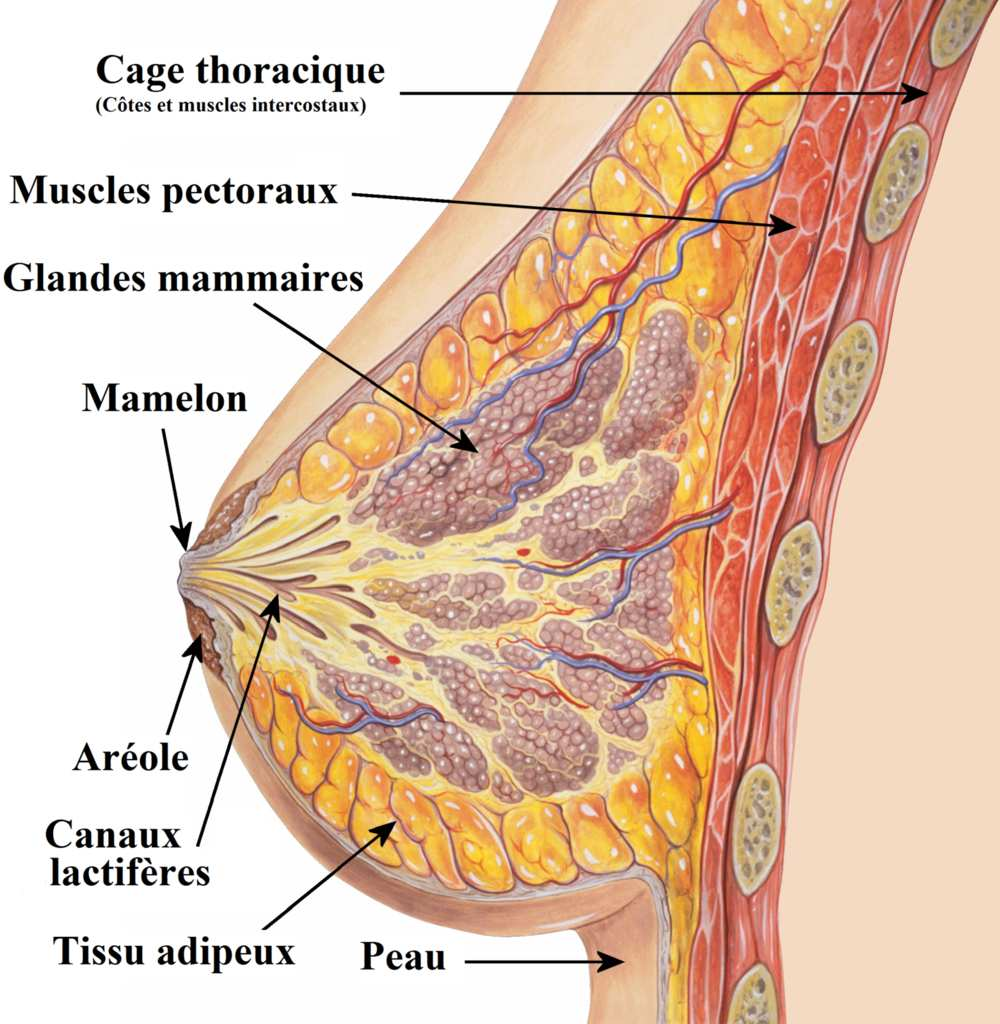 Cage thoracique
(Côtes et muscles intercostaux)
Muscles pectoraux
Glandes mammaires
Mamelon
Aréole
Canaux
lactifères
Tissu adipeux
Peau